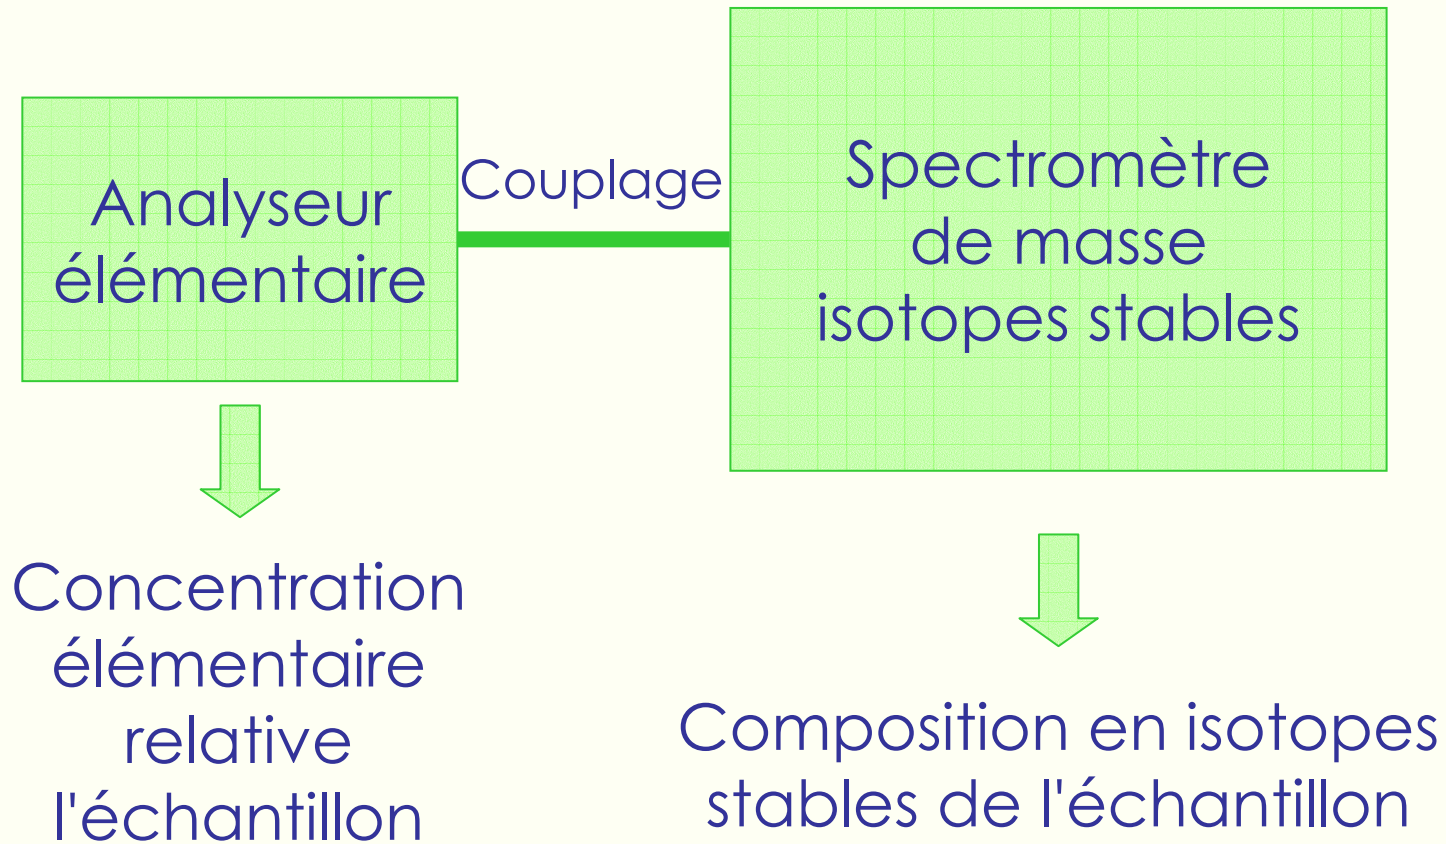 Analyseur
élémentaire
Couplage
Spectromètre
de masse
isotopes stables
Concentration
élémentaire
relative
l'échantillon
Composition en isotopes
stables de l'échantillon